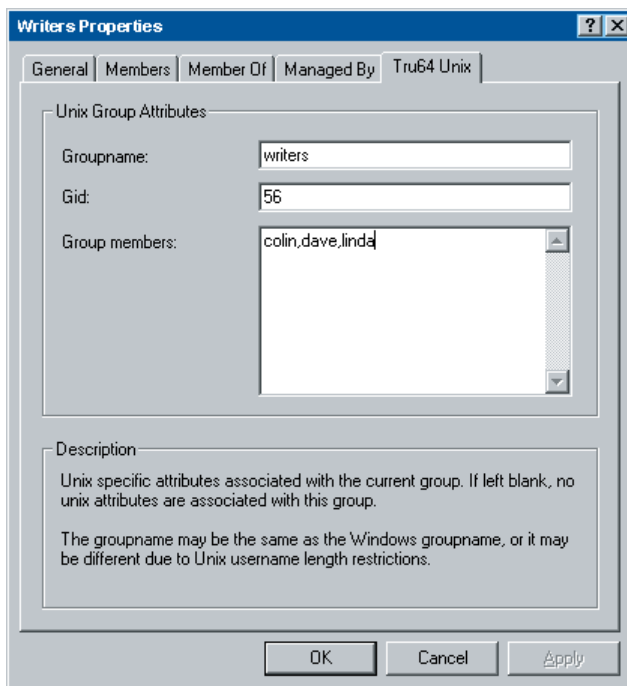 Writers Properties
General Members Member Of Managed By Tru64 Unix
Unix Group Attributes
Groupname: writers
Gid: 56
Group members: colin,dave,linda
Description
Unix specific attributes associated with the current group. If left blank, no
unix attributes are associated with this group.
The groupname may be the same as the Windows groupname, or it may
be different due to Unix username length restrictions.
OK Cancel Apply